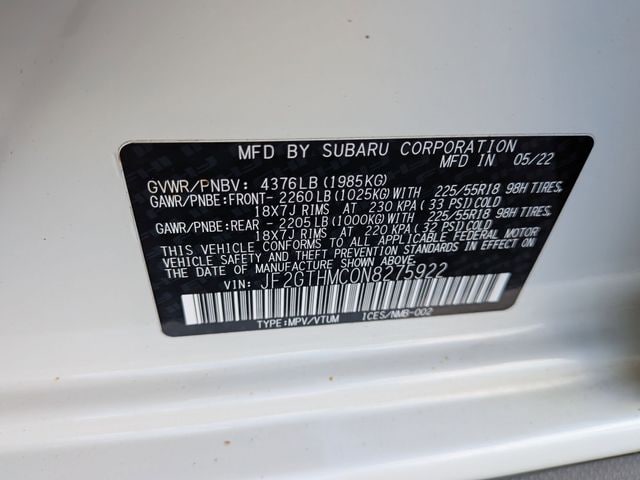 MFD BY SUBARU CORPORATION
MFD IN 05/22
GVWR/PNBV: 4376LB(1985KG)
GAWR/PNBE:FRONT- 2260LB(1025KG)WITH 225/55R18 98H TIRES,
18X7J RIMS AT 230 KPA( 33 PSI)COLD
GAWR/PNBE:REAR - 2205LB(1000KG)WITH 225/55R18 98H TIRES,
18X7J RIMS AT 220 KPA( 32 PSI)COLD
THIS VEHICLE CONFORMS TO ALL APPLICABLE FEDERAL MOTOR
VEHICLE SAFETY AND THEFT PREVENTION STANDARDS IN EFFECT
ON THE DATE OF MANUFACTURE SHOWN ABOVE.
VIN: JF2GTHMC0N8275922
TYPE:MPV/VTUM ICES/NMB-002